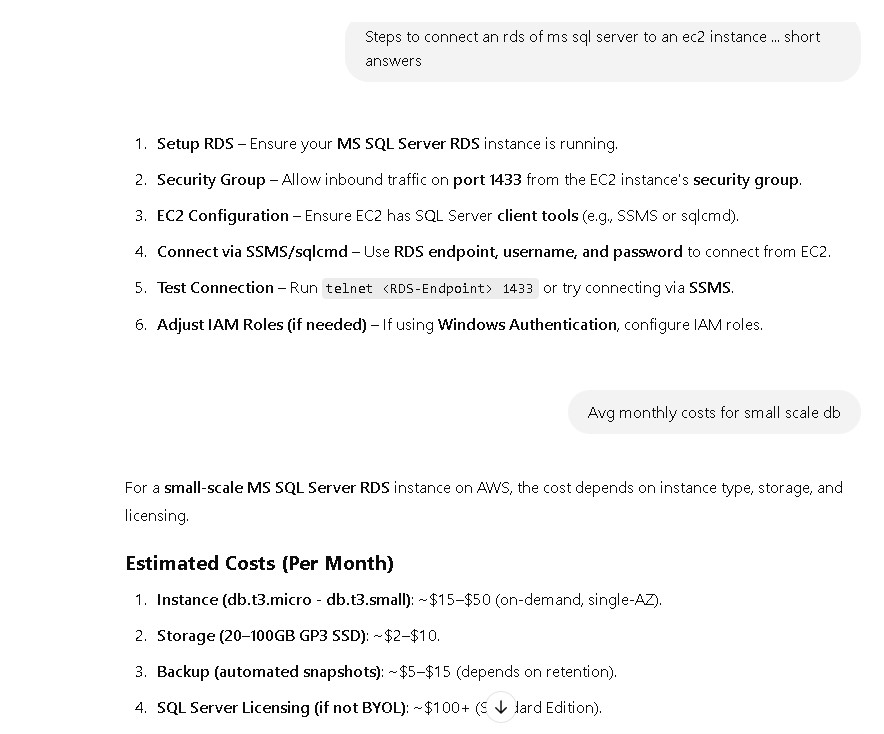 Steps to connect an rds of ms sql server to an ec2 instance ... short
answers
1. Setup RDS – Ensure your MS SQL Server RDS instance is running.
2. Security Group – Allow inbound traffic on port 1433 from the EC2 instance's security group.
3. EC2 Configuration – Ensure EC2 has SQL Server client tools (e.g., SSMS or sqlcmd).
4. Connect via SSMS/sqlcmd – Use RDS endpoint, username, and password to connect from EC2.
5. Test Connection – Run telnet <RDS-Endpoint> 1433 or try connecting via SSMS.
6. Adjust IAM Roles (if needed) – If using Windows Authentication, configure IAM roles.
Avg monthly costs for small scale db
For a small-scale MS SQL Server RDS instance on AWS, the cost depends on instance type, storage, and
licensing.
Estimated Costs (Per Month)
1. Instance (db.t3.micro - db.t3.small): ~$15–$50 (on-demand, single-AZ).
2. Storage (20–100GB GP3 SSD): ~$2–$10.
3. Backup (automated snapshots): ~$5–$15 (depends on retention).
4. SQL Server Licensing (if not BYOL): ~$100+ ( Edition).